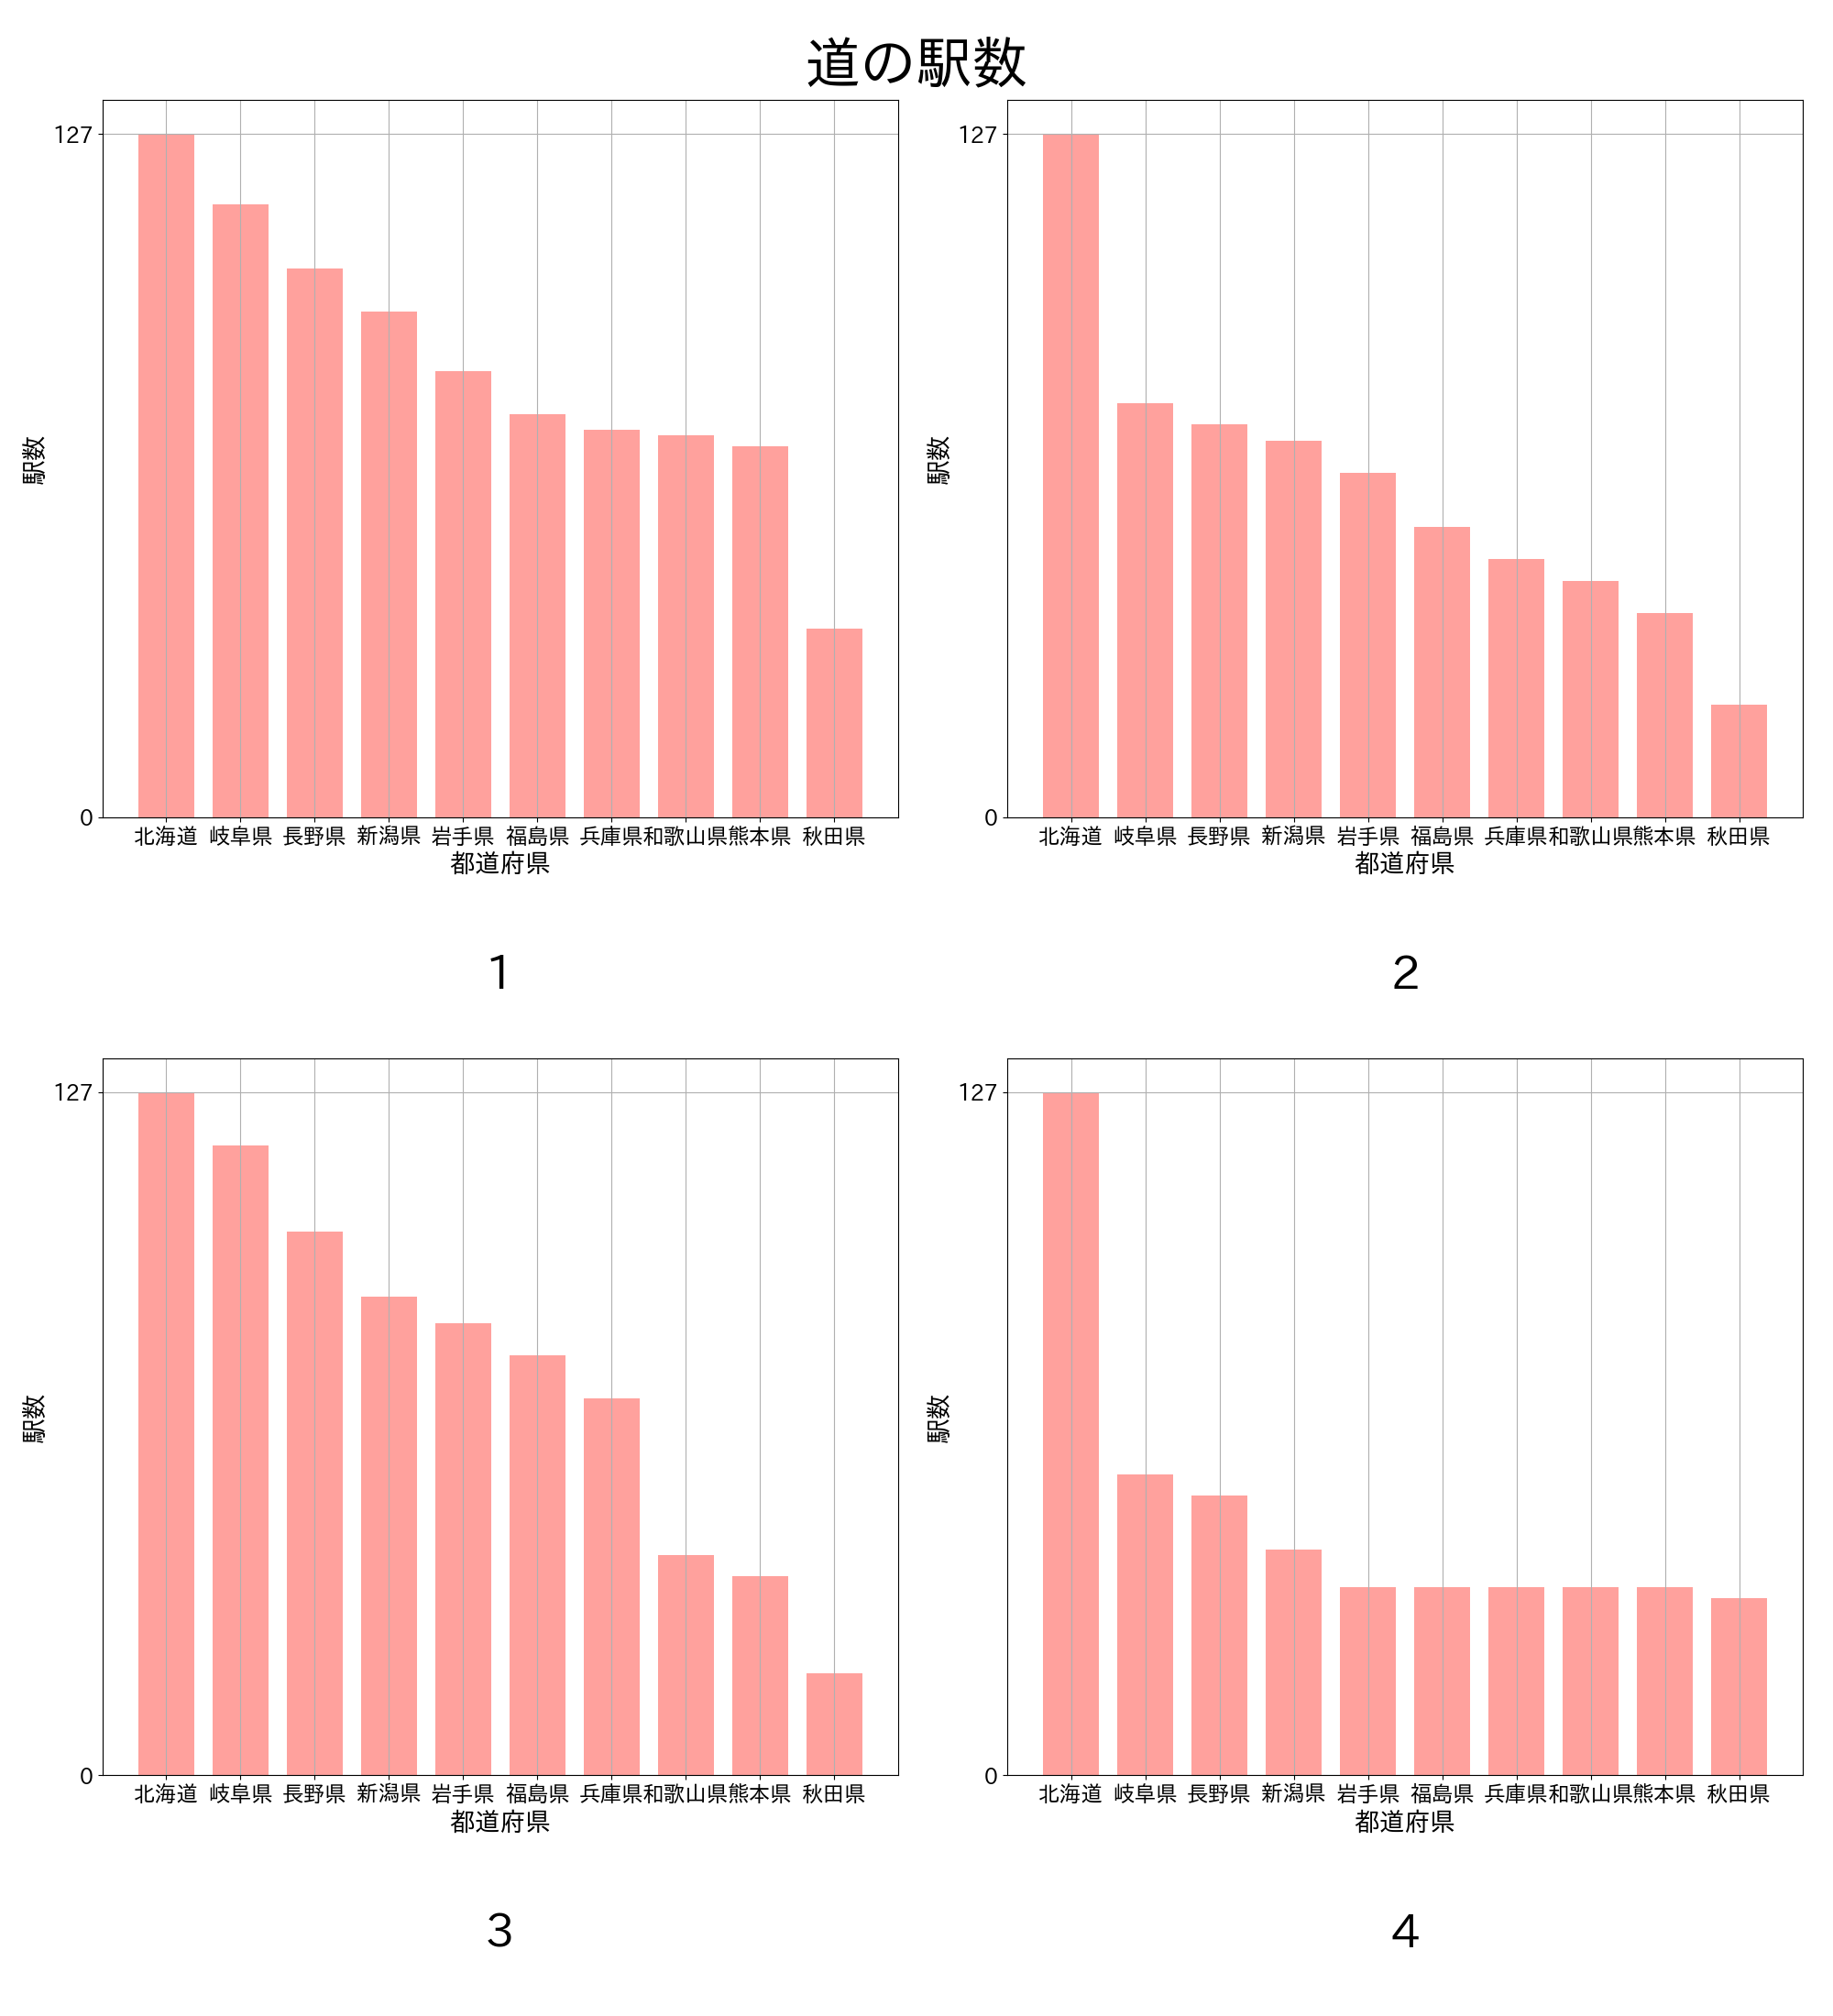 道の駅数
127
0
駅数
北海道 岐阜県 長野県 新潟県 岩手県 福島県 兵庫県 和歌山県 熊本県 秋田県
都道府県
1
127
0
駅数
北海道 岐阜県 長野県 新潟県 岩手県 福島県 兵庫県 和歌山県 熊本県 秋田県
都道府県
2
127
0
駅数
北海道 岐阜県 長野県 新潟県 岩手県 福島県 兵庫県 和歌山県 熊本県 秋田県
都道府県
3
127
0
駅数
北海道 岐阜県 長野県 新潟県 岩手県 福島県 兵庫県 和歌山県 熊本県 秋田県
都道府県
4